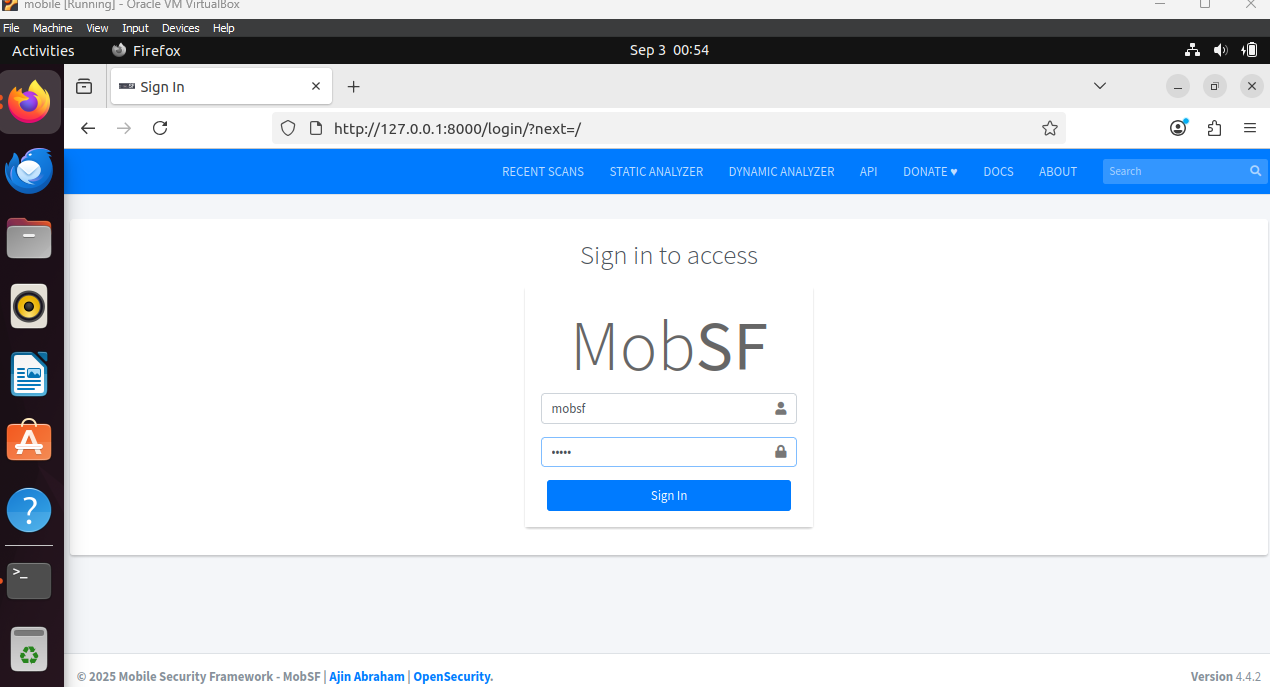 mobile [Running] - Oracle VM VirtualBox
File Machine View Input Devices Help
Activities Firefox Sep 3 00:54
Sign In
http://127.0.0.1:8000/login/?next=/
RECENT SCANS STATIC ANALYZER DYNAMIC ANALYZER API DONATE ♥ DOCS ABOUT Search
Sign in to access
MobSF
mobsf
•••••
Sign In
© 2025 Mobile Security Framework - MobSF | Ajin Abraham | OpenSecurity. Version 4.4.2